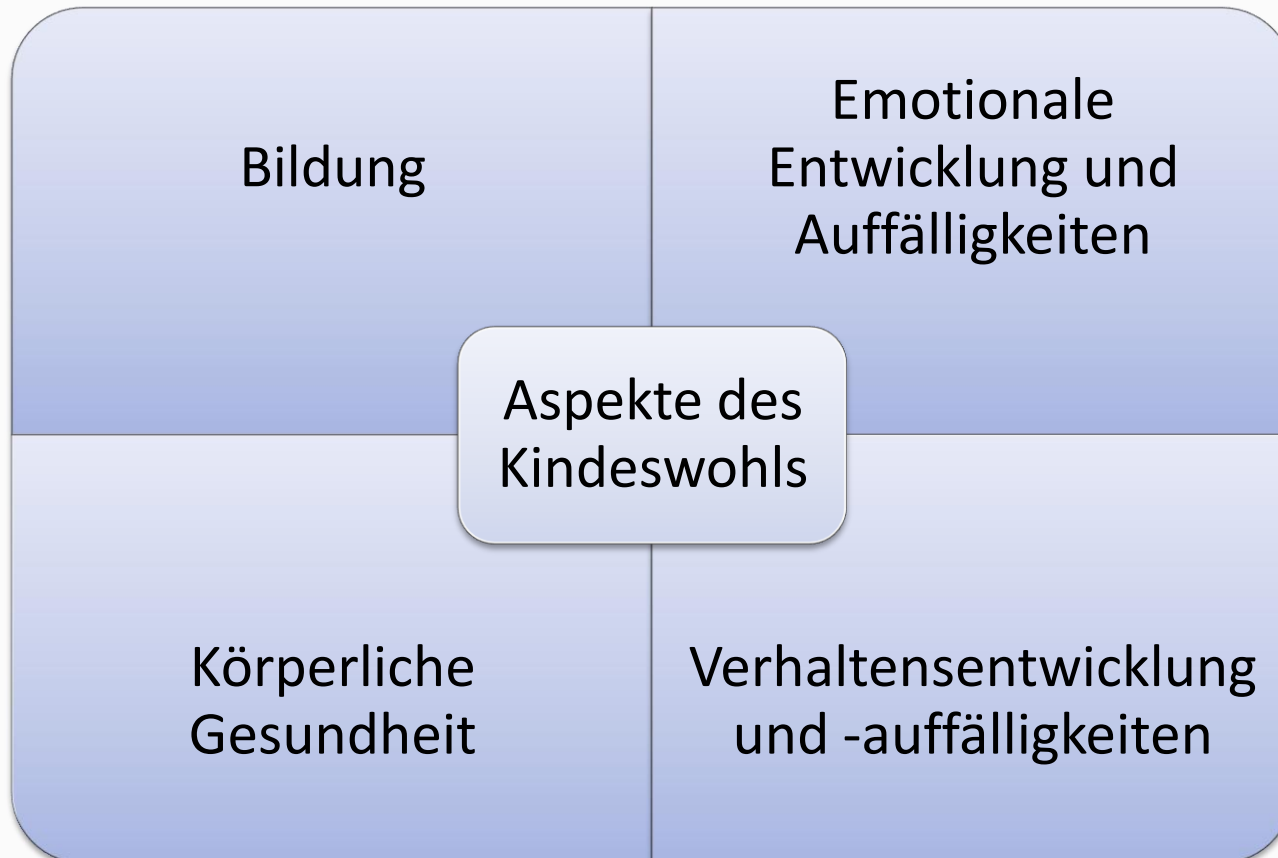 Bildung
Emotionale
Entwicklung und
Auffälligkeiten
Aspekte des
Kindeswohls
Körperliche
Gesundheit
Verhaltensentwicklung
und -auffälligkeiten